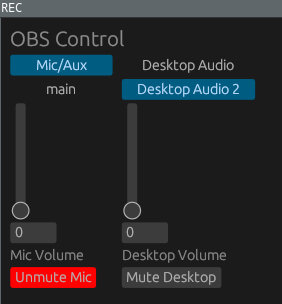 REC
OBS Control
Mic/Aux Desktop Audio
main Desktop Audio 2
0 0
Mic Volume Desktop Volume
Unmute Mic Mute Desktop